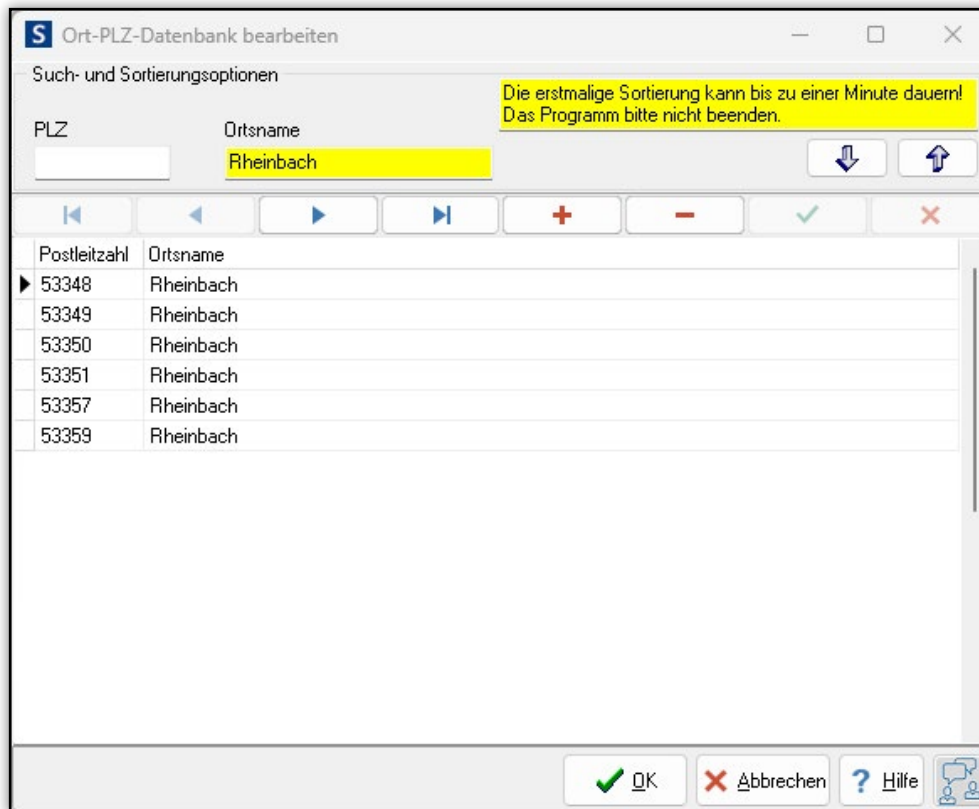 S Ort-PLZ-Datenbank bearbeiten
Such- und Sortierungsoptionen
Die erstmalige Sortierung kann bis zu einer Minute dauern!
Das Programm bitte nicht beenden.
PLZ Ortsname
Rheinbach
Postleitzahl Ortsname
53348 Rheinbach
53349 Rheinbach
53350 Rheinbach
53351 Rheinbach
53357 Rheinbach
53359 Rheinbach
OK Abbrechen ? Hilfe